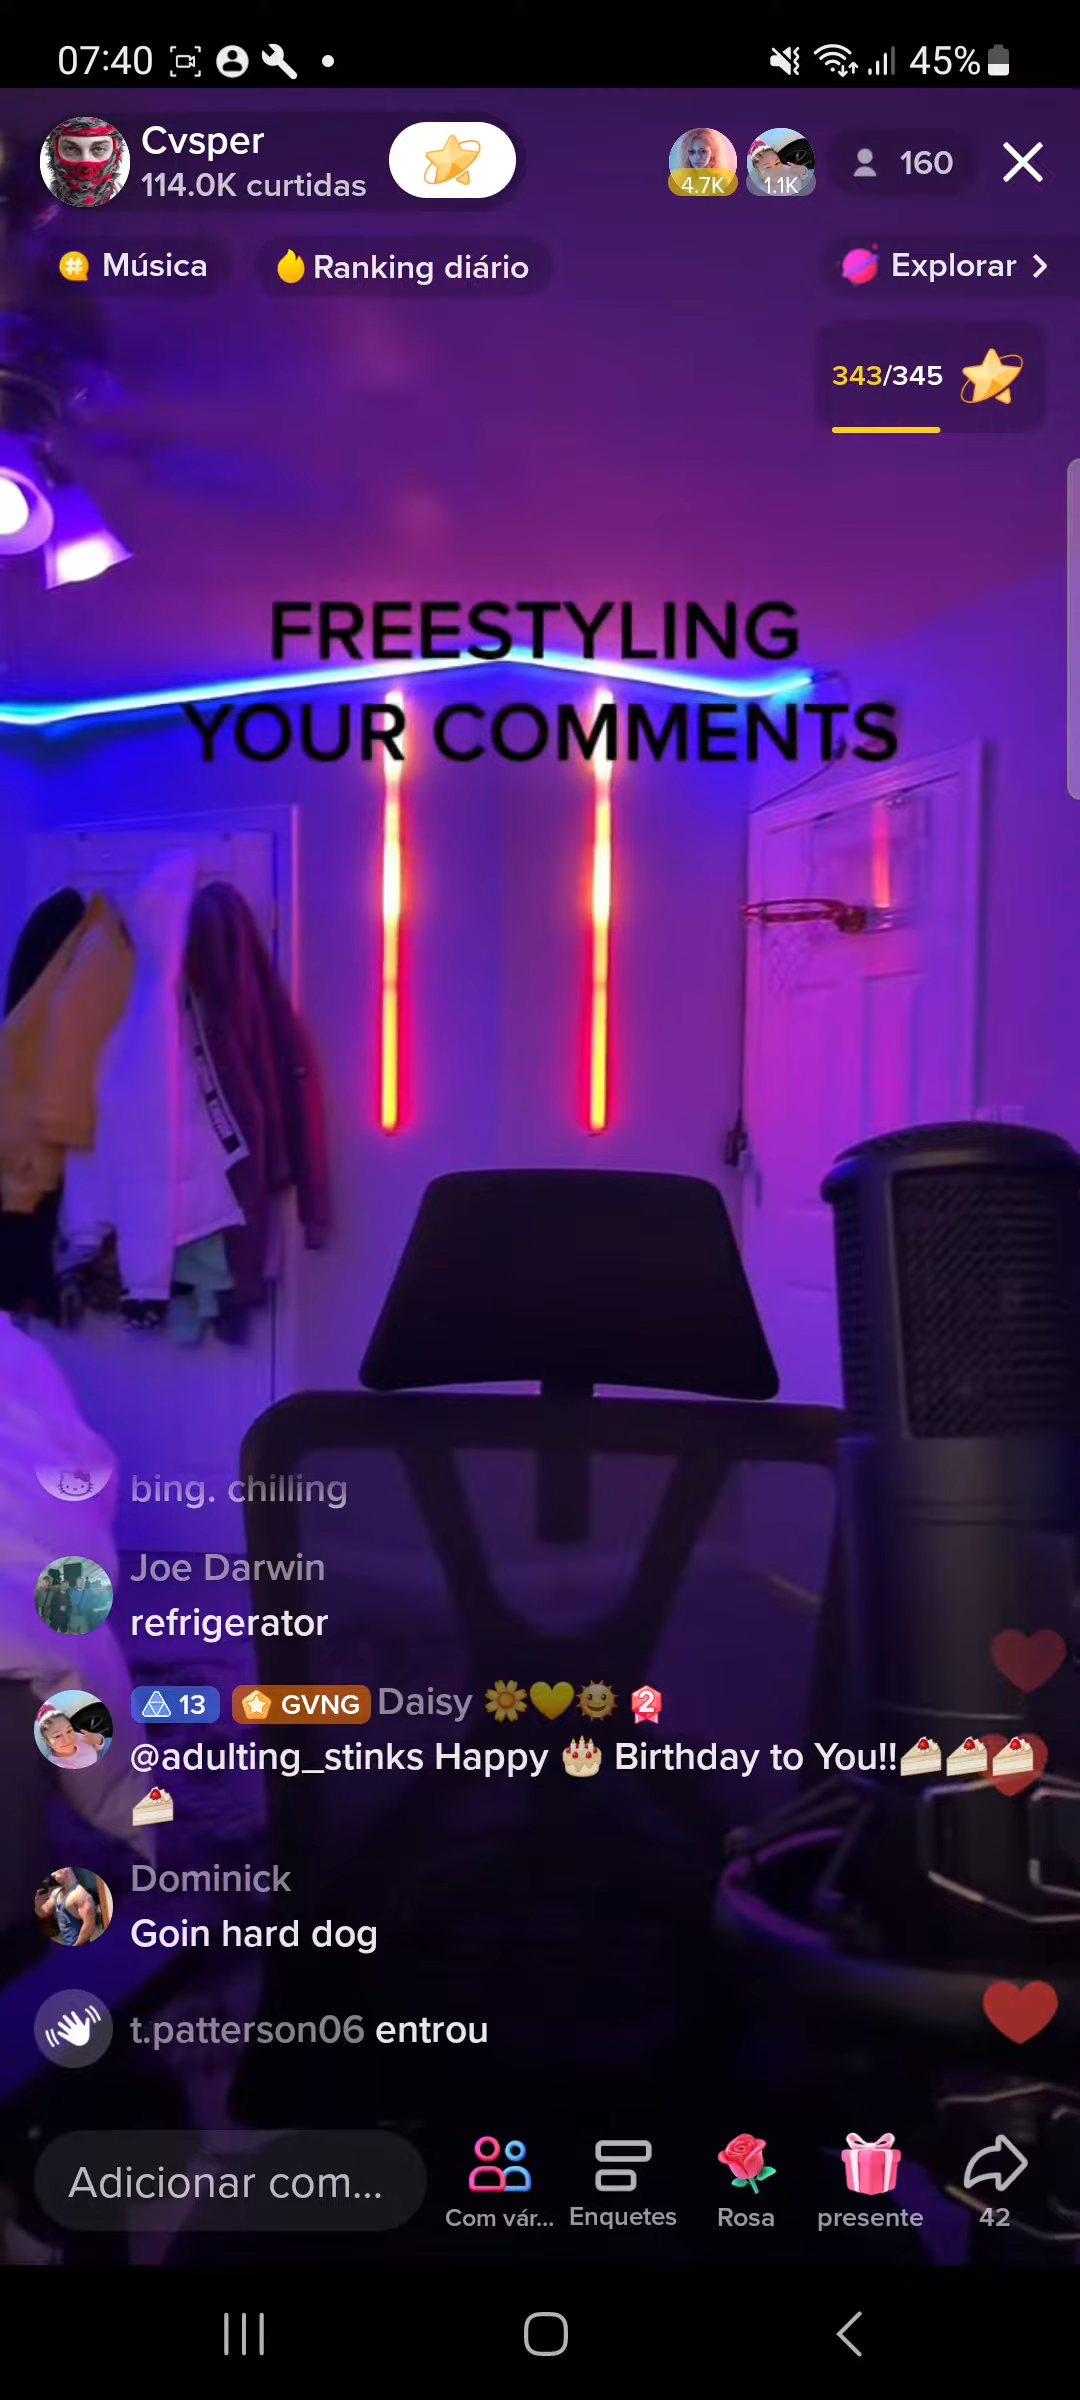 07:40
45%
Cvsper
114.0K curtidas
4.7K
1.1K
160
Música
Ranking diário
Explorar
343/345
FREESTYLING
YOUR COMMENTS
bing. chilling
Joe Darwin
refrigerator
13 GVNG Daisy 🌼💛🌞 2
@adulting_stinks Happy 🎂 Birthday to You!!🍰🍰🍰
🍰
Dominick
Goin hard dog
t.patterson06 entrou
Adicionar com...
Com vár...
Enquetes
Rosa
presente
42